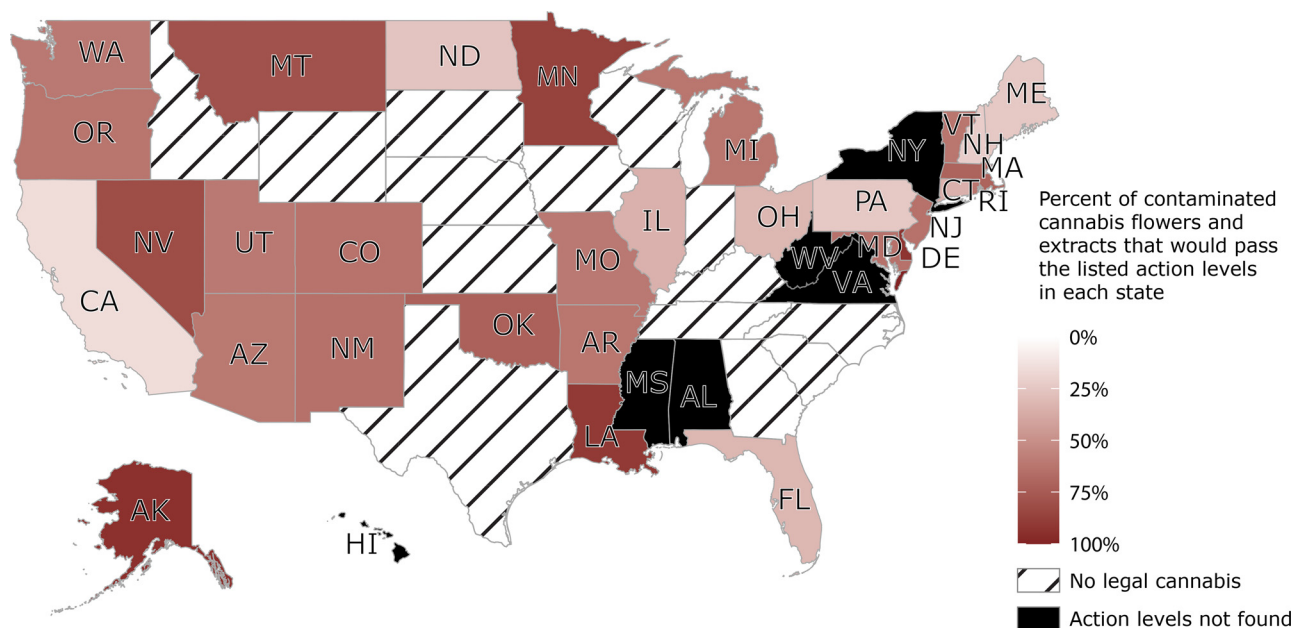 WA
MT
ND
MN
ME
OR
MI
NY
VT
NH
MA
CT
RI
NV
UT
CO
IL
OH
PA
NJ
MO
WV
MD
DE
VA
CA
AZ
NM
OK
AR
MS
AL
LA
FL
AK
HI
Percent of contaminated
cannabis flowers and
extracts that would pass
the listed action levels
in each state
0%
25%
50%
75%
100%
No legal cannabis
Action levels not found